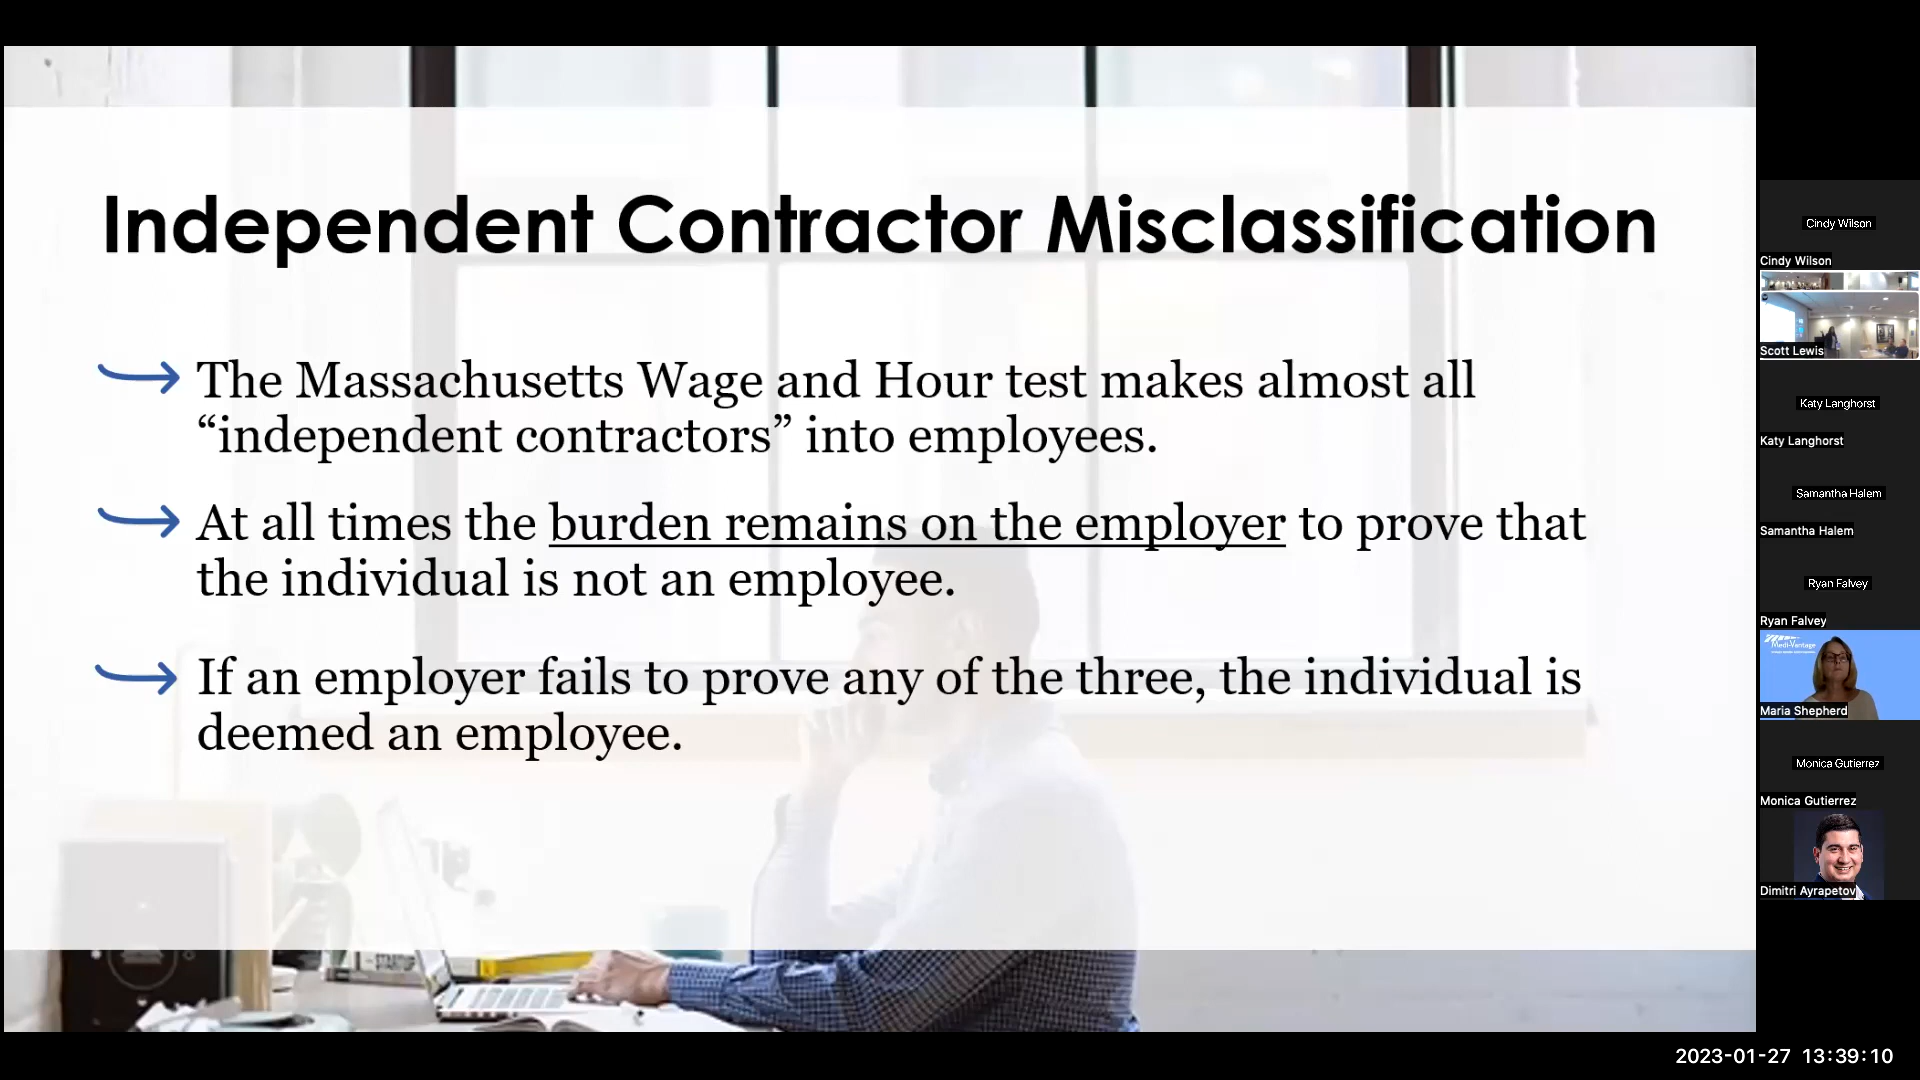 Independent Contractor Misclassification
The Massachusetts Wage and Hour test makes almost all
“independent contractors” into employees.
At all times the burden remains on the employer to prove that
the individual is not an employee.
If an employer fails to prove any of the three, the individual is
deemed an employee.
STARTUP
Cindy Wilson
Cindy Wilson
Scott Lewis
Katy Langhorst
Katy Langhorst
Samantha Halem
Samantha Halem
Ryan Falvey
Ryan Falvey
Medi-Vantage
Maria Shepherd
Monica Gutierrez
Monica Gutierrez
Dimitri Ayrapetov
2023-01-27 13:39:10